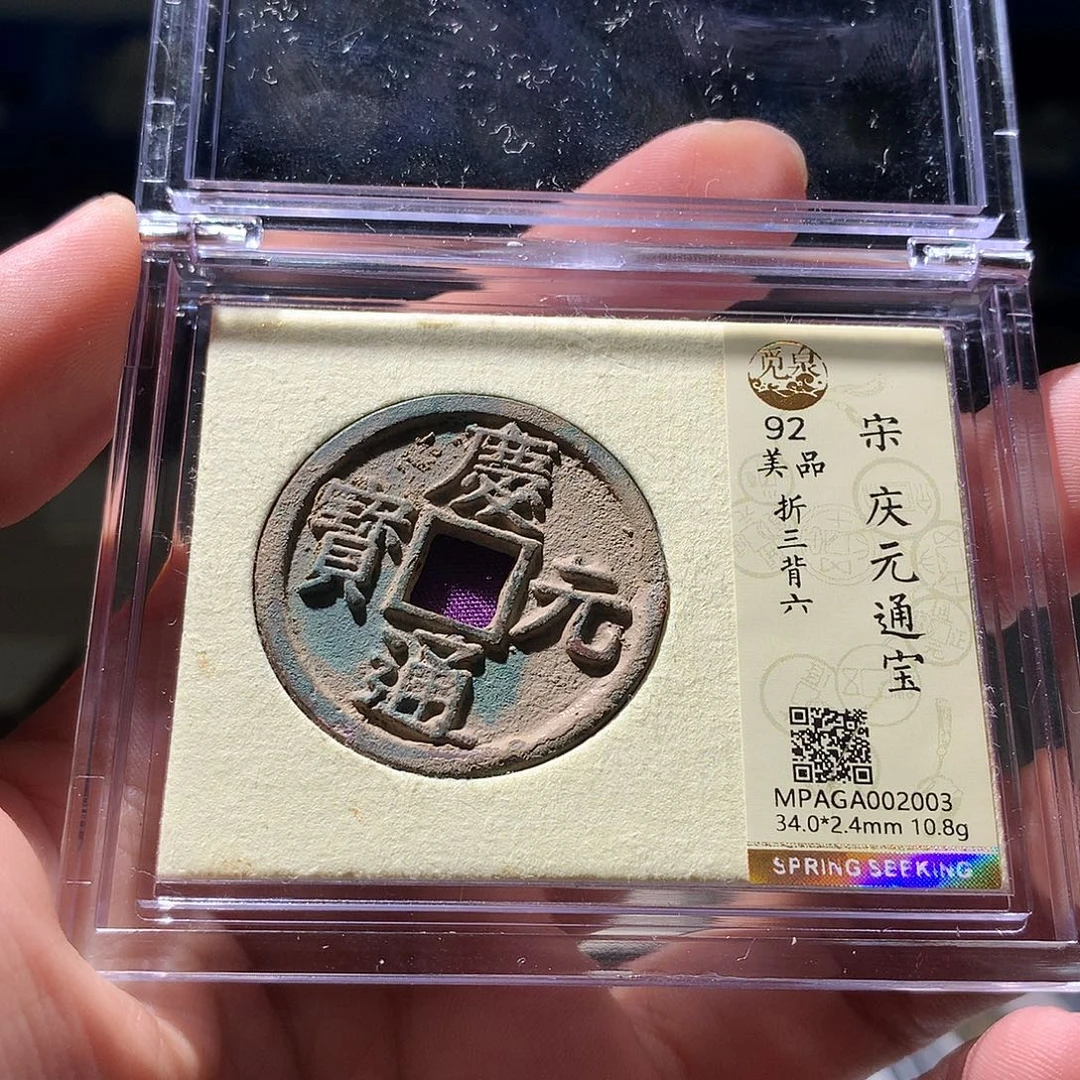 慶元通寳
觅泉
92
美品
折三背六
宋 庆元通宝
MPAGA002003
34.0*2.4mm 10.8g
SPRING SEEKING